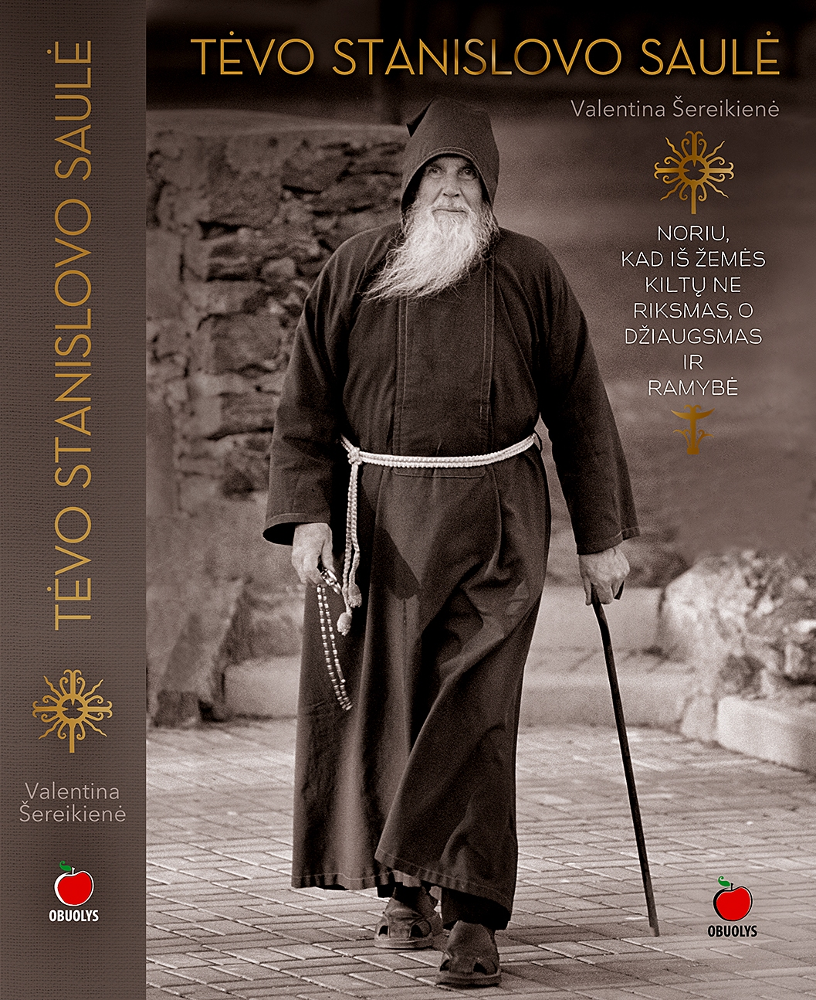 TĖVO STANISLOVO SAULĖ
Valentina
Šereikienė
OBUOLYS
TĖVO STANISLOVO SAULĖ
Valentina Šereikienė
NORIU,
KAD IŠ ŽEMĖS
KILTŲ NE
RIKSMAS, O
DŽIAUGSMAS
IR
RAMYBĖ
OBUOLYS